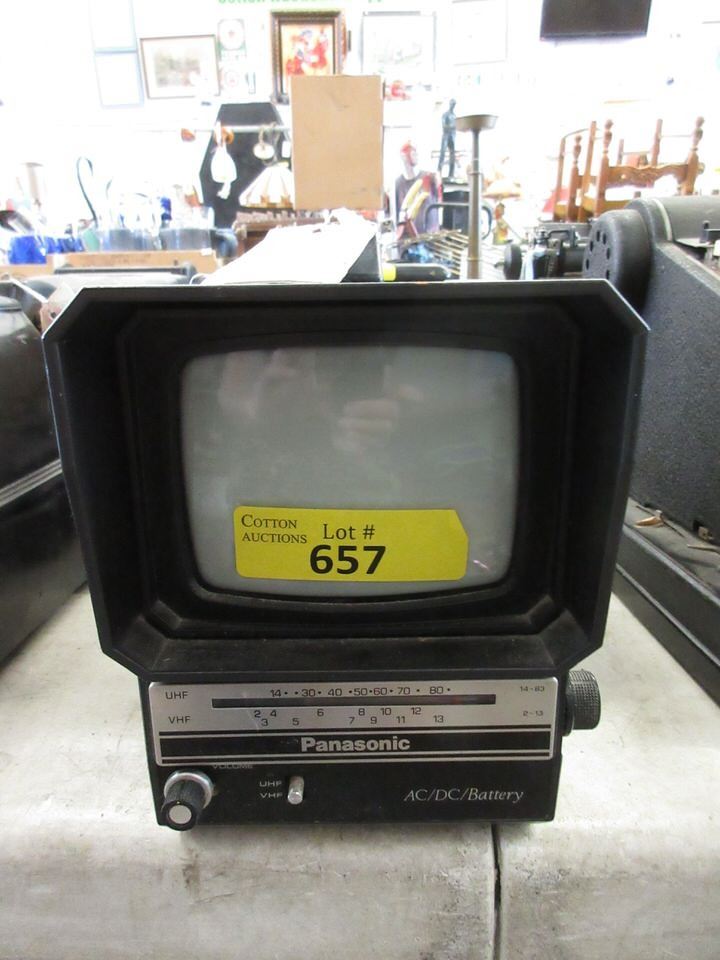 COTTON
AUCTIONS
Lot #
657
UHF 14 • • 30 • 40 • 50 • 60 • 70 • 80 • 14-83
VHF 2 3 4 5 6 7 8 9 10 11 12 13 2-13
Panasonic
VOLUME
UHF
VHF
AC/DC/Battery